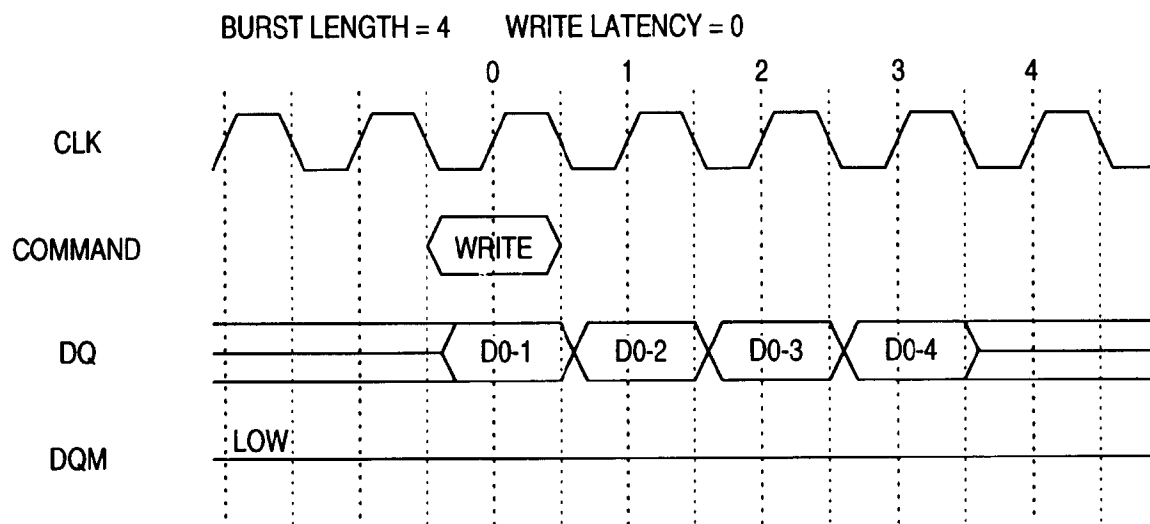 BURST LENGTH = 4 WRITE LATENCY = 0
0 1 2 3 4
CLK
COMMAND WRITE
DQ D0-1 D0-2 D0-3 D0-4
LOW
DQM